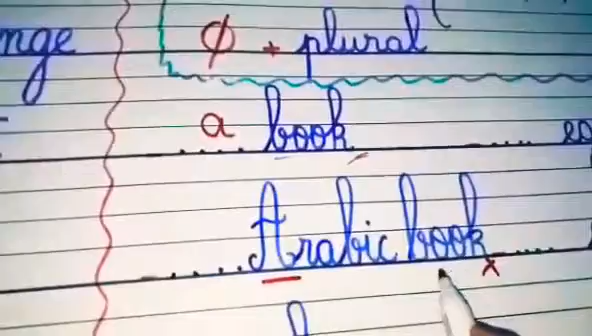 nge
ϕ + plural (
a book ....
..... Arabic book x ....